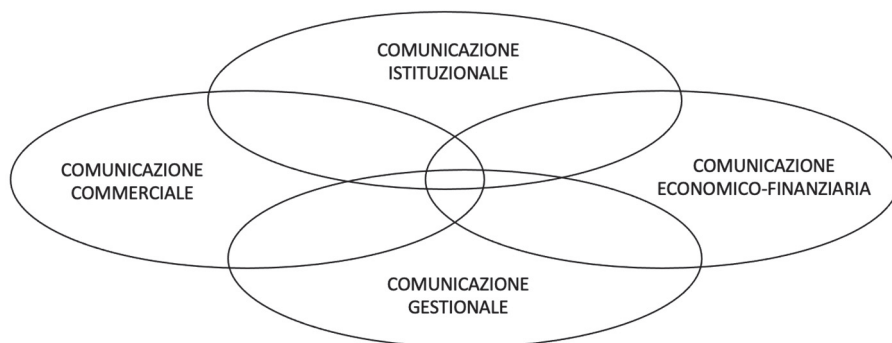 COMUNICAZIONE
ISTITUZIONALE
COMUNICAZIONE
COMMERCIALE
COMUNICAZIONE
ECONOMICO-FINANZIARIA
COMUNICAZIONE
GESTIONALE